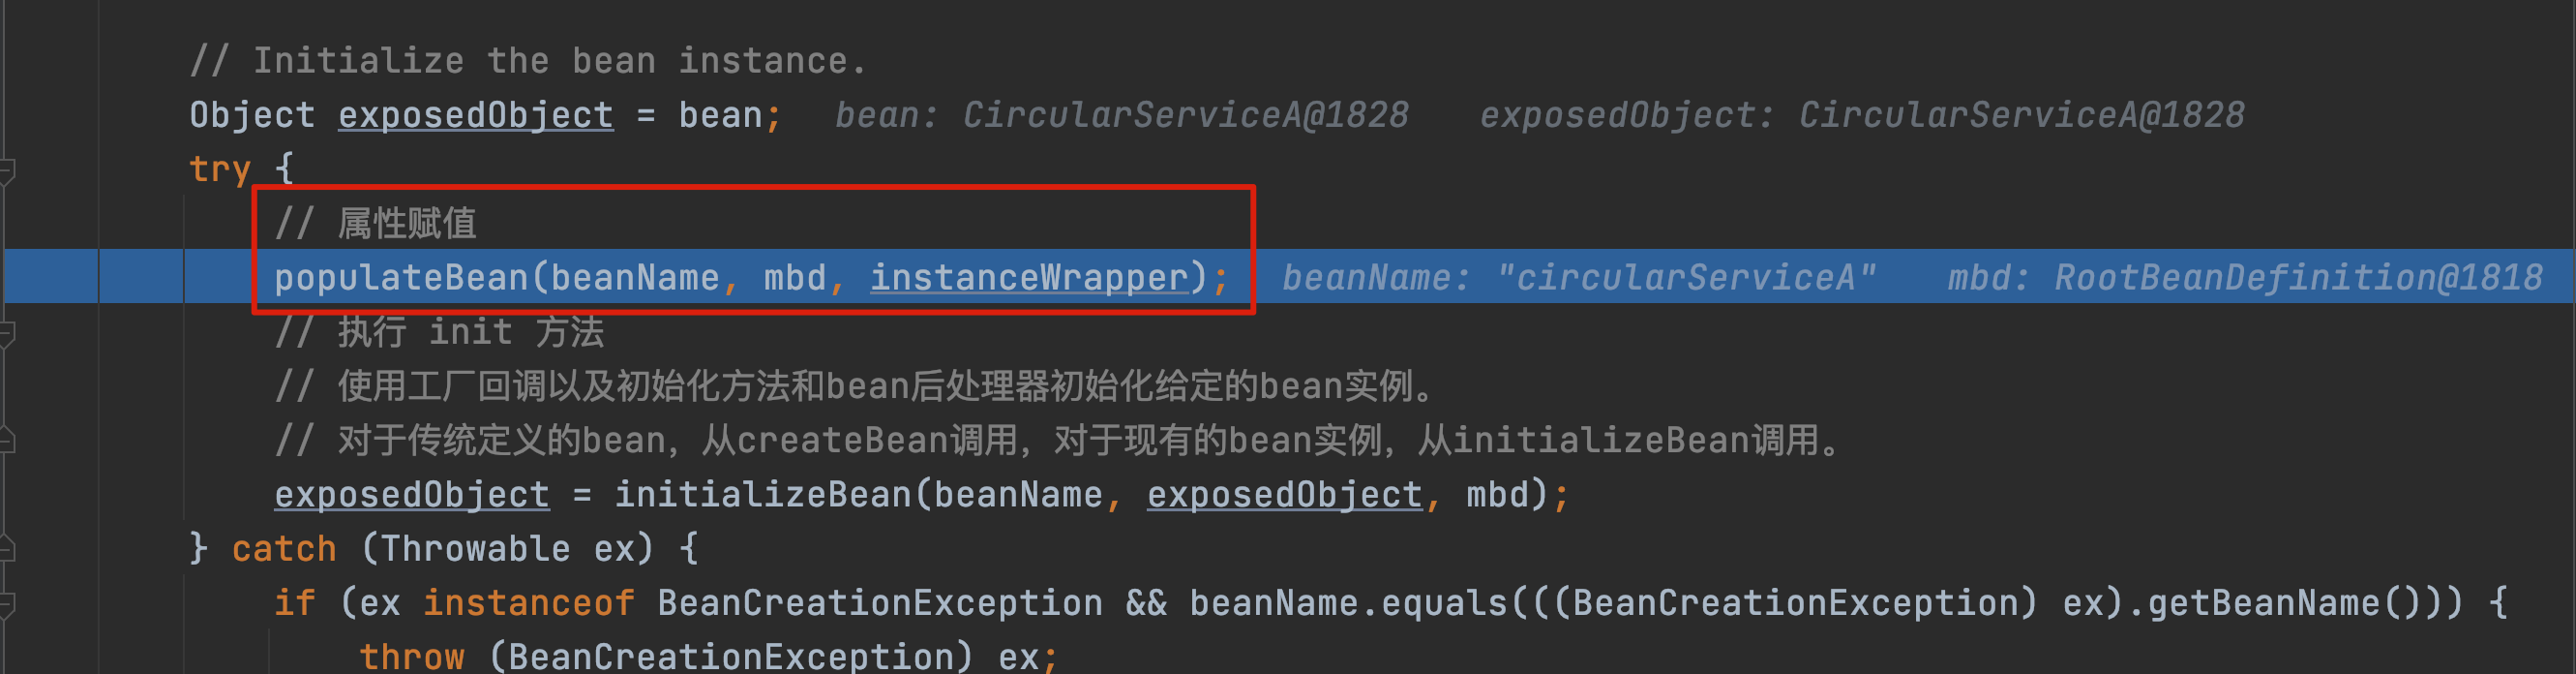 // Initialize the bean instance.
Object exposedObject = bean; bean: CircularServiceA@1828 exposedObject: CircularServiceA@1828
try {
// 属性赋值
populateBean(beanName, mbd, instanceWrapper); beanName: "circularServiceA" mbd: RootBeanDefinition@1818
// 执行 init 方法
// 使用工厂回调以及初始化方法和bean后处理器初始化给定的bean实例。
// 对于传统定义的bean，从createBean调用，对于现有的bean实例，从initializeBean调用。
exposedObject = initializeBean(beanName, exposedObject, mbd);
} catch (Throwable ex) {
if (ex instanceof BeanCreationException && beanName.equals(((BeanCreationException) ex).getBeanName())) {
throw (BeanCreationException) ex;